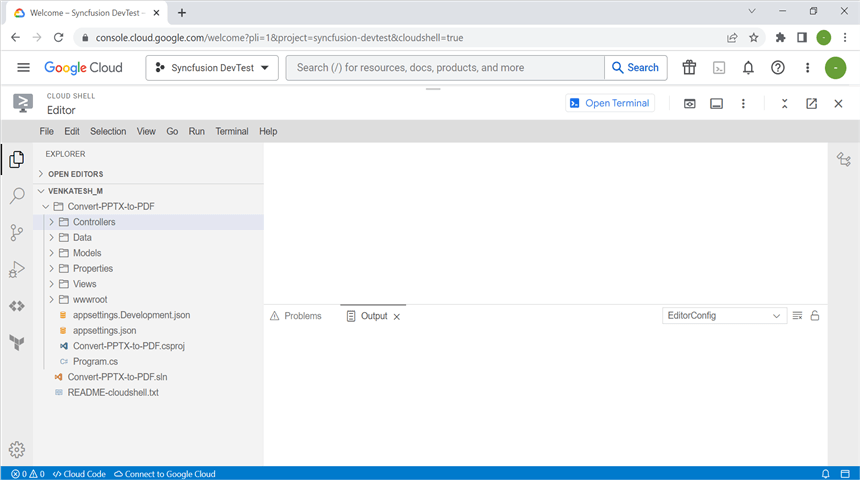 Welcome – Syncfusion DevTest –
console.cloud.google.com/welcome?pli=1&project=syncfusion-devtest&cloudshell=true
Google Cloud Syncfusion DevTest Search (/) for resources, docs, products, and more Search
CLOUD SHELL
Editor
Open Terminal
File Edit Selection View Go Run Terminal Help
EXPLORER
OPEN EDITORS
VENKATESH_M
Convert-PPTX-to-PDF
Controllers
Data
Models
Properties
Views
wwwroot
appsettings.Development.json
appsettings.json
Convert-PPTX-to-PDF.csproj
C# Program.cs
Convert-PPTX-to-PDF.sln
README-cloudshell.txt
Problems Output EditorConfig
0 0 Cloud Code Connect to Google Cloud